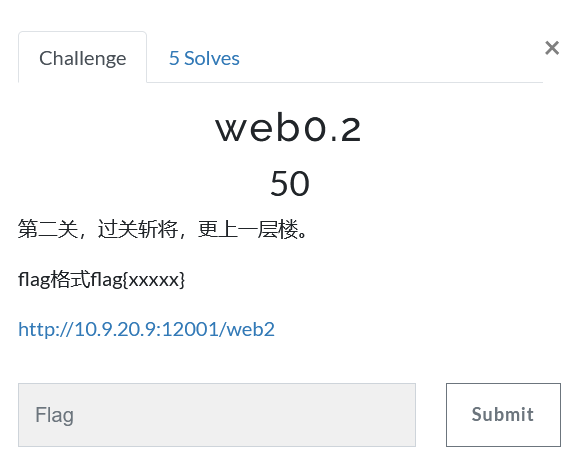 Challenge
5 Solves
×
web0.2
50
第二关，过关斩将，更上一层楼。
flag格式flag{xxxxx}
http://10.9.20.9:12001/web2
Flag
Submit